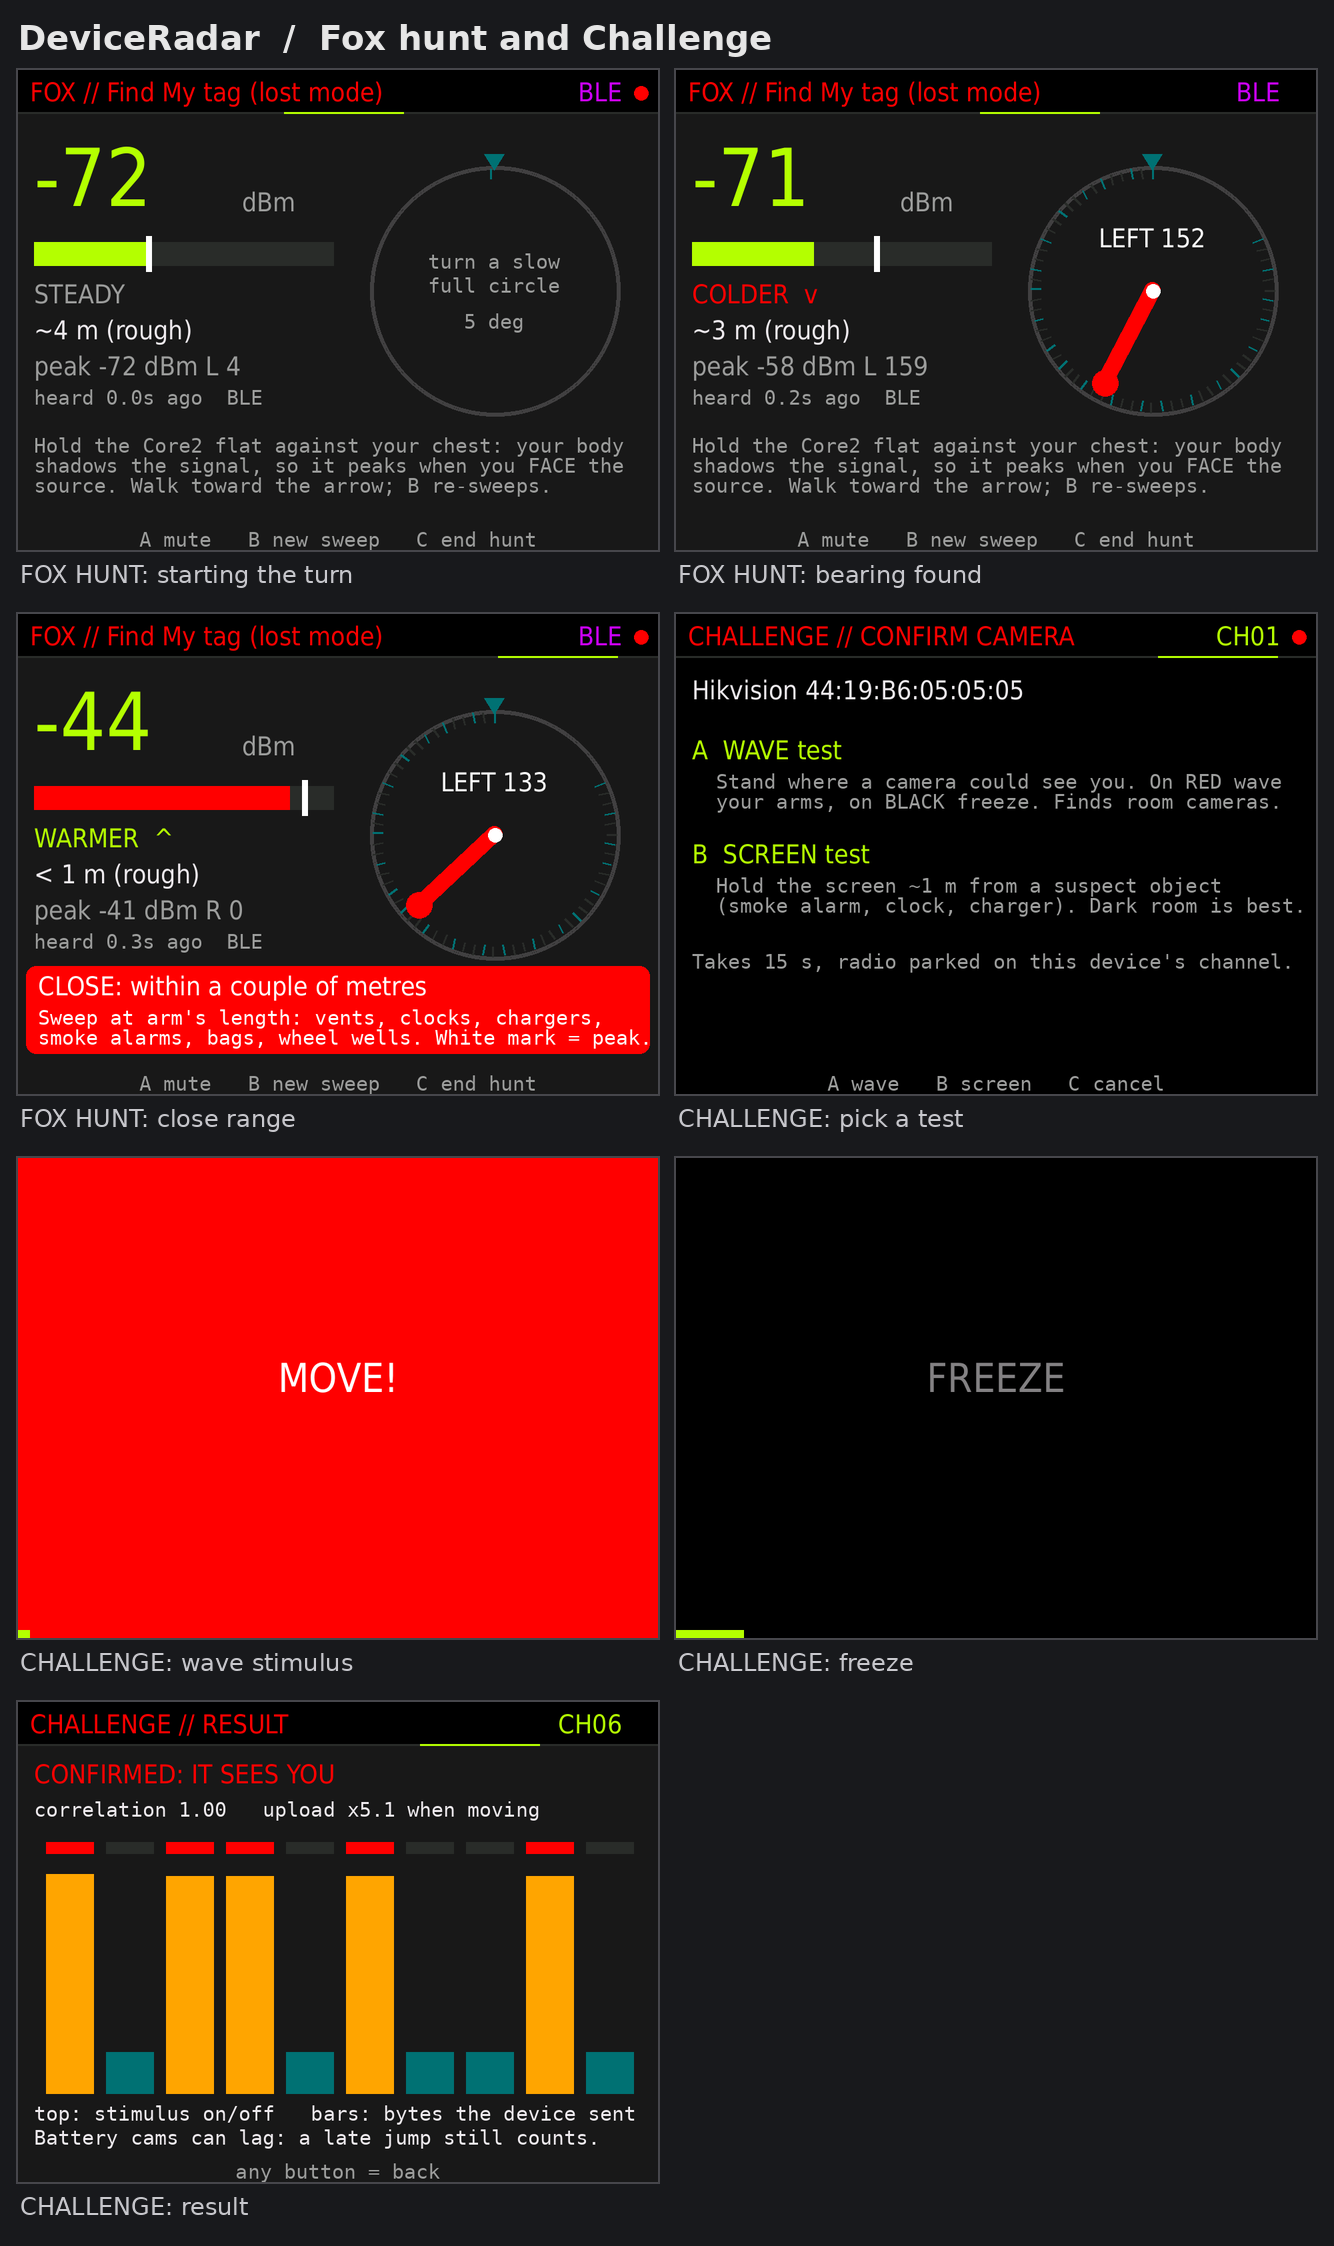 DeviceRadar / Fox hunt and Challenge
FOX // Find My tag (lost mode) BLE
-72 dBm
turn a slow
full circle
5 deg
STEADY
~4 m (rough)
peak -72 dBm L 4
heard 0.0s ago BLE
Hold the Core2 flat against your chest: your body
shadows the signal, so it peaks when you FACE the
source. Walk toward the arrow; B re-sweeps.
A mute B new sweep C end hunt
FOX HUNT: starting the turn
FOX // Find My tag (lost mode) BLE
-71 dBm
LEFT 152
COLDER v
~3 m (rough)
peak -58 dBm L 159
heard 0.2s ago BLE
Hold the Core2 flat against your chest: your body
shadows the signal, so it peaks when you FACE the
source. Walk toward the arrow; B re-sweeps.
A mute B new sweep C end hunt
FOX HUNT: bearing found
FOX // Find My tag (lost mode) BLE
-44 dBm
LEFT 133
WARMER ^
< 1 m (rough)
peak -41 dBm R 0
heard 0.3s ago BLE
CLOSE: within a couple of metres
Sweep at arm's length: vents, clocks, chargers,
smoke alarms, bags, wheel wells. White mark = peak.
A mute B new sweep C end hunt
FOX HUNT: close range
CHALLENGE // CONFIRM CAMERA CH01
Hikvision 44:19:B6:05:05:05
A WAVE test
Stand where a camera could see you. On RED wave
your arms, on BLACK freeze. Finds room cameras.
B SCREEN test
Hold the screen ~1 m from a suspect object
(smoke alarm, clock, charger). Dark room is best.
Takes 15 s, radio parked on this device's channel.
A wave B screen C cancel
CHALLENGE: pick a test
MOVE!
CHALLENGE: wave stimulus
FREEZE
CHALLENGE: freeze
CHALLENGE // RESULT CH06
CONFIRMED: IT SEES YOU
correlation 1.00 upload x5.1 when moving
top: stimulus on/off bars: bytes the device sent
Battery cams can lag: a late jump still counts.
any button = back
CHALLENGE: result